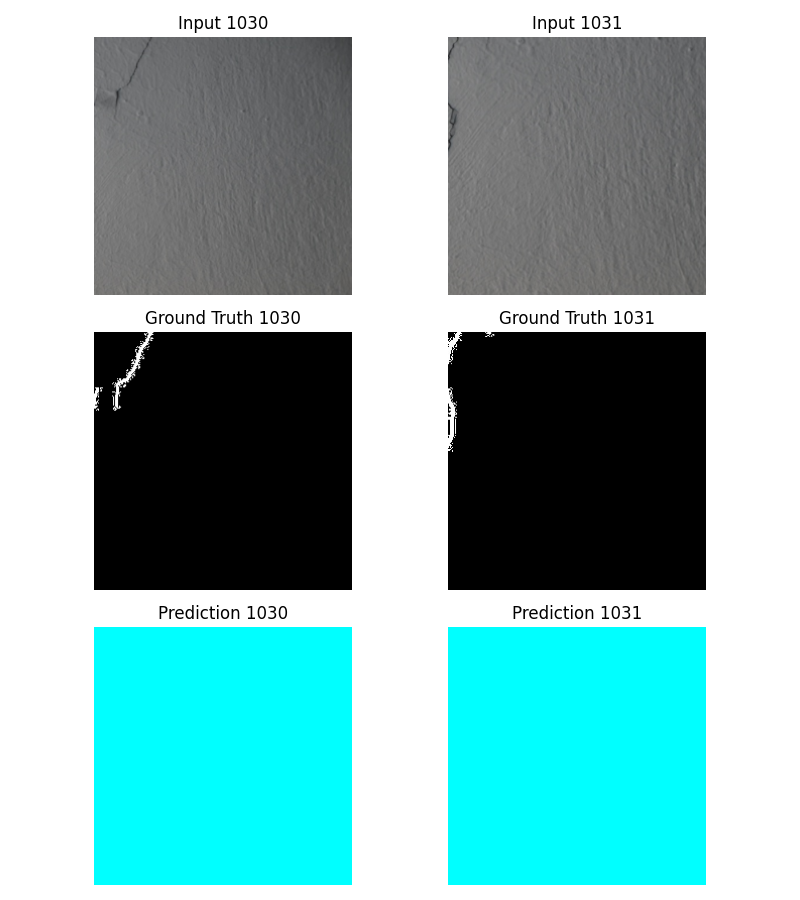 Input 1030
Input 1031
Ground Truth 1030
Ground Truth 1031
Prediction 1030
Prediction 1031